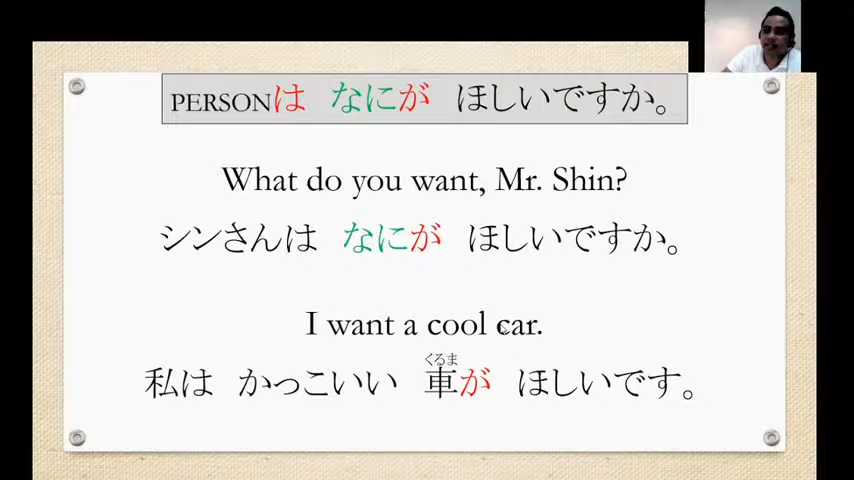 PERSONは なにが ほしいですか。
What do you want, Mr. Shin?
シンさんは なにが ほしいですか。
I want a cool car.
くるま
私は かっこいい 車が ほしいです。